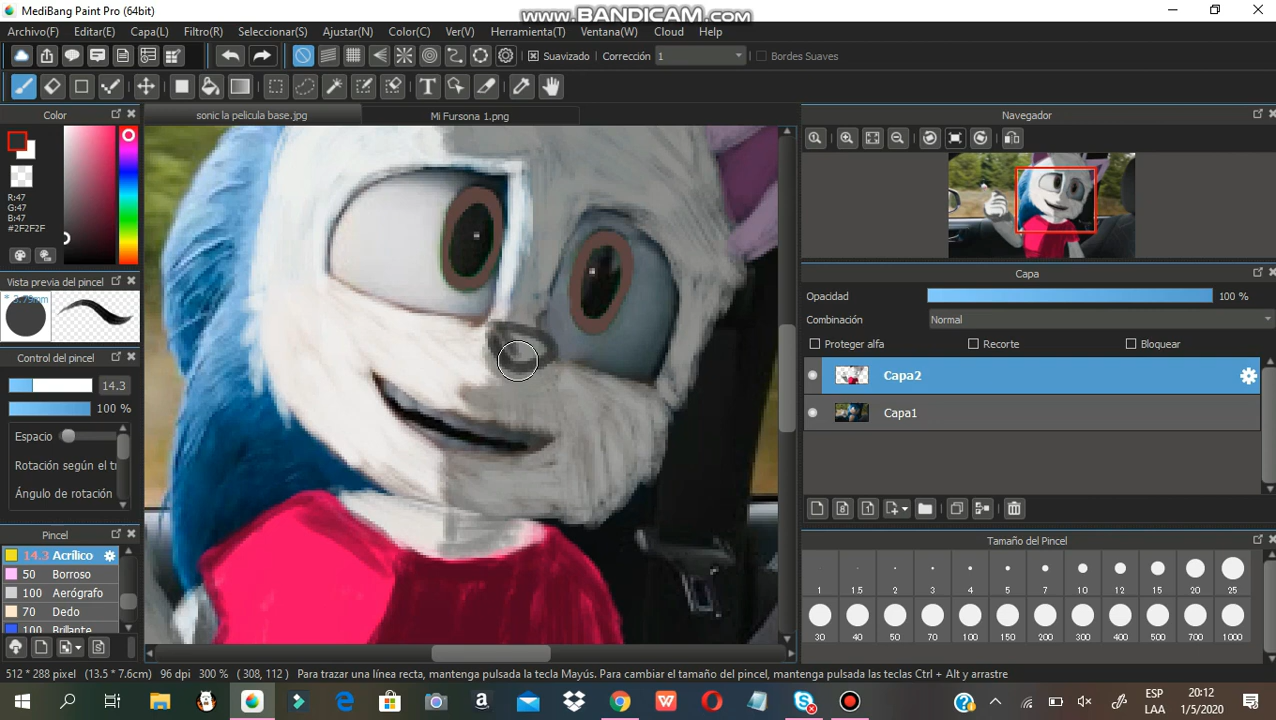 MediBang Paint Pro (64bit)
www.BANDICAM.com
Archivo(F) Editar(E) Capa(L) Filtro(R) Seleccionar(S) Ajustar(N) Color(C) Ver(V) Herramienta(T) Ventana(W) Cloud Help
Suavizado Corrección 1 Bordes Suaves
Color
sonic la pelicula base.jpg Mi Fursona 1.png
Navegador
R:47
G:47
B:47
#2F2F2F
Vista previa del pincel
Capa
Opacidad 100 %
Combinación Normal
Proteger alfa Recorte Bloquear
Control del pincel
14.3
100 %
Capa2
Capa1
Espacio
Rotación según el tr
Ángulo de rotación
Pincel
Tamaño del Pincel
14.3 Acrílico
50 Borroso
100 Aerógrafo
70 Dedo
100 Brillante
1 1.5 2 3 4 5 7 10 12 15 20 25
30 40 50 70 100 150 200 300 400 500 700 1000
512 * 288 pixel (13.5 * 7.6cm) 96 dpi 300 % ( 308, 112 ) Para trazar una línea recta, mantenga pulsada la tecla Mayús. Para cambiar el tamaño del pincel, mantenga pulsadas las teclas Ctrl + Alt y arrastre
ESP
LAA
20:12
1/5/2020